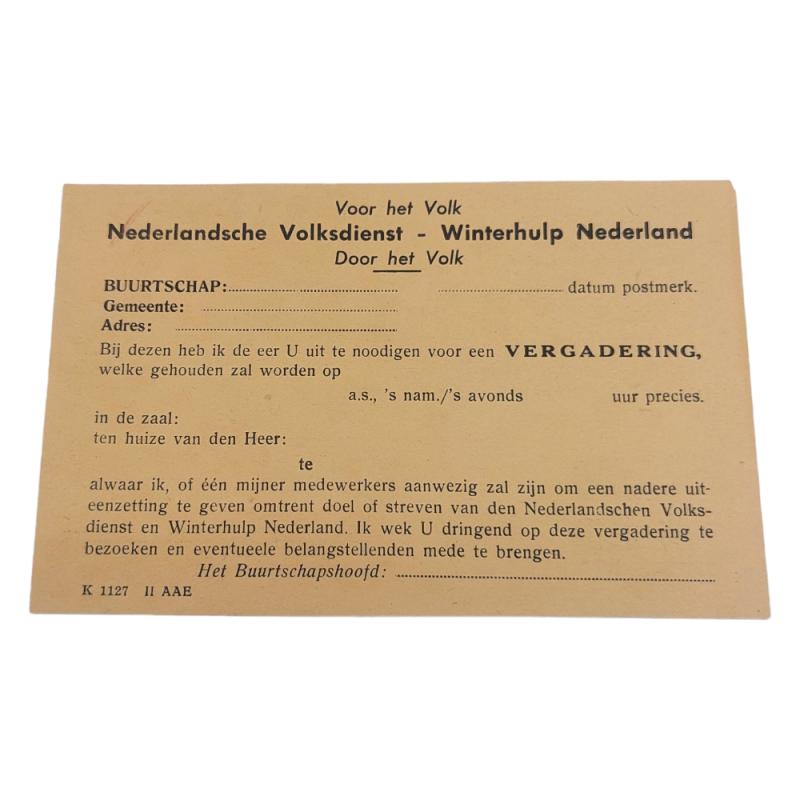 Voor het Volk
Nederlandsche Volksdienst - Winterhulp Nederland
Door het Volk
BUURTSCHAP:.......................................... ............................... datum postmerk.
Gemeente: ................................................
Adres: ......................................................
Bij dezen heb ik de eer U uit te noodigen voor een VERGADERING,
welke gehouden zal worden op
a.s., 's nam./'s avonds uur precies.
in de zaal:
ten huize van den Heer:
te
alwaar ik, of één mijner medewerkers aanwezig zal zijn om een nadere uit-
eenzetting te geven omtrent doel of streven van den Nederlandschen Volks-
dienst en Winterhulp Nederland. Ik wek U dringend op deze vergadering te
bezoeken en eventueele belangstellenden mede te brengen.
Het Buurtschapshoofd: ................................................................................
K 1127 II AAE